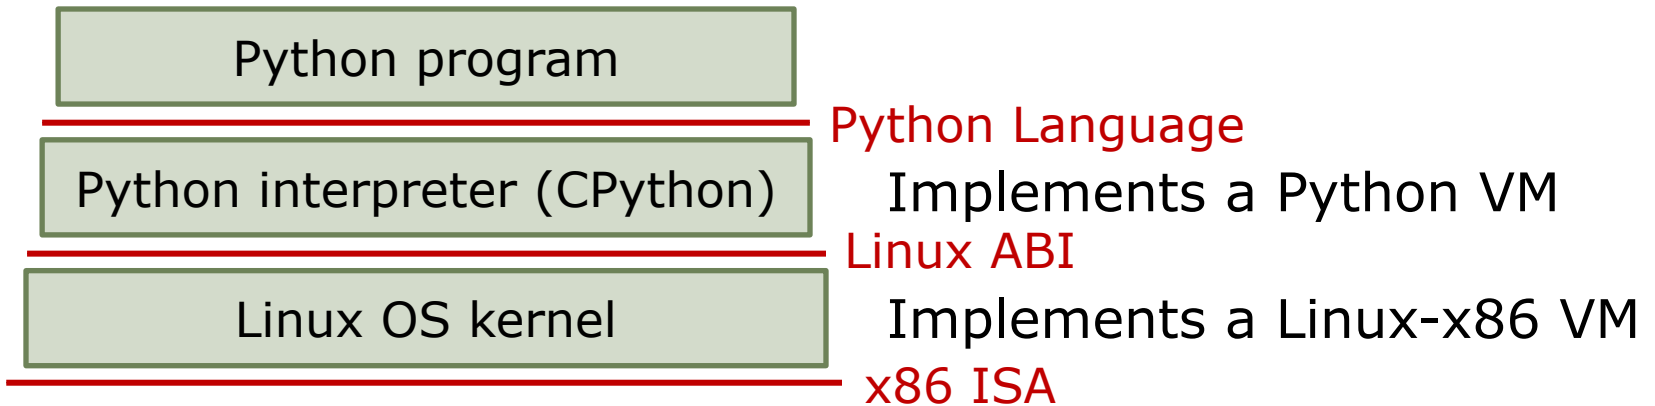 Python program
Python Language
Python interpreter (CPython)
Implements a Python VM
Linux ABI
Linux OS kernel
Implements a Linux-x86 VM
x86 ISA